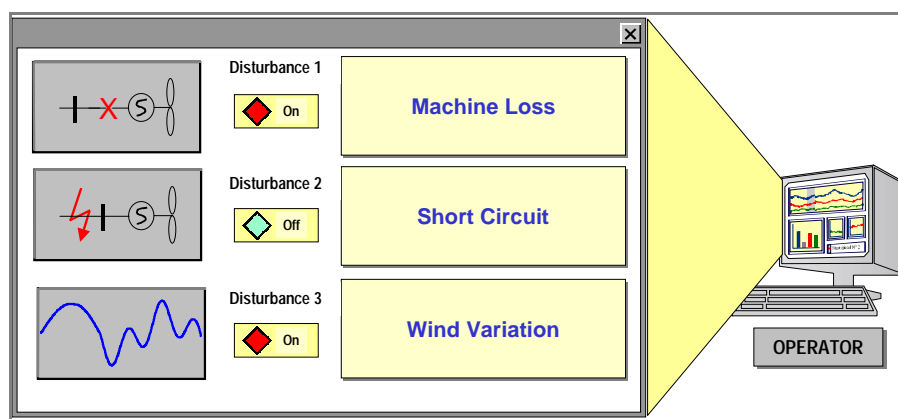 Disturbance 1
On
Machine Loss
Disturbance 2
Off
Short Circuit
Disturbance 3
On
Wind Variation
OPERATOR